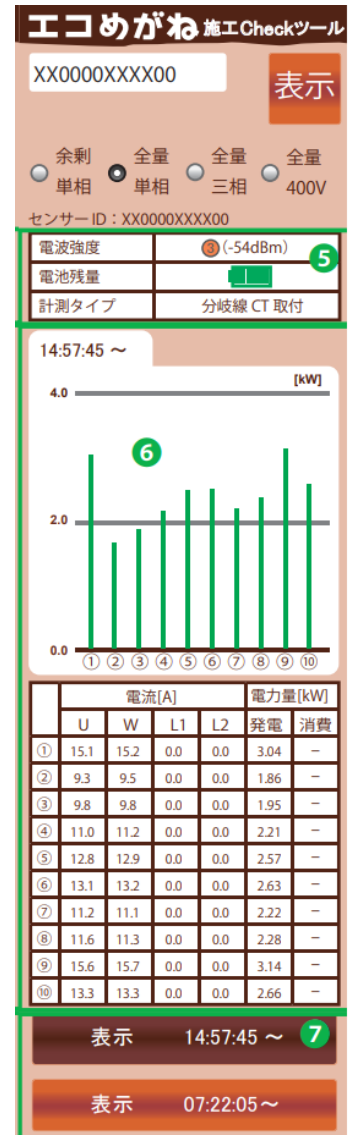 エコめがね 施工Checkツール
XX0000XXXX00
表示
余剰単相 全量単相 全量三相 全量400V
センサーID：XX0000XXXX00
電波強度 ③(-54dBm) ❺
電池残量
計測タイプ 分岐線 CT 取付
14:57:45 ～
[kW]
4.0
❻
2.0
0.0
① ② ③ ④ ⑤ ⑥ ⑦ ⑧ ⑨ ⑩
電流[A] 電力量[kW]
U W L1 L2 発電 消費
① 15.1 15.2 0.0 0.0 3.04 −
② 9.3 9.5 0.0 0.0 1.86 −
③ 9.8 9.8 0.0 0.0 1.95 −
④ 11.0 11.2 0.0 0.0 2.21 −
⑤ 12.8 12.9 0.0 0.0 2.57 −
⑥ 13.1 13.2 0.0 0.0 2.63 −
⑦ 11.2 11.1 0.0 0.0 2.22 −
⑧ 11.6 11.3 0.0 0.0 2.28 −
⑨ 15.6 15.7 0.0 0.0 3.14 −
⑩ 13.3 13.3 0.0 0.0 2.66 −
表示 14:57:45 ～ ❼
表示 07:22:05～